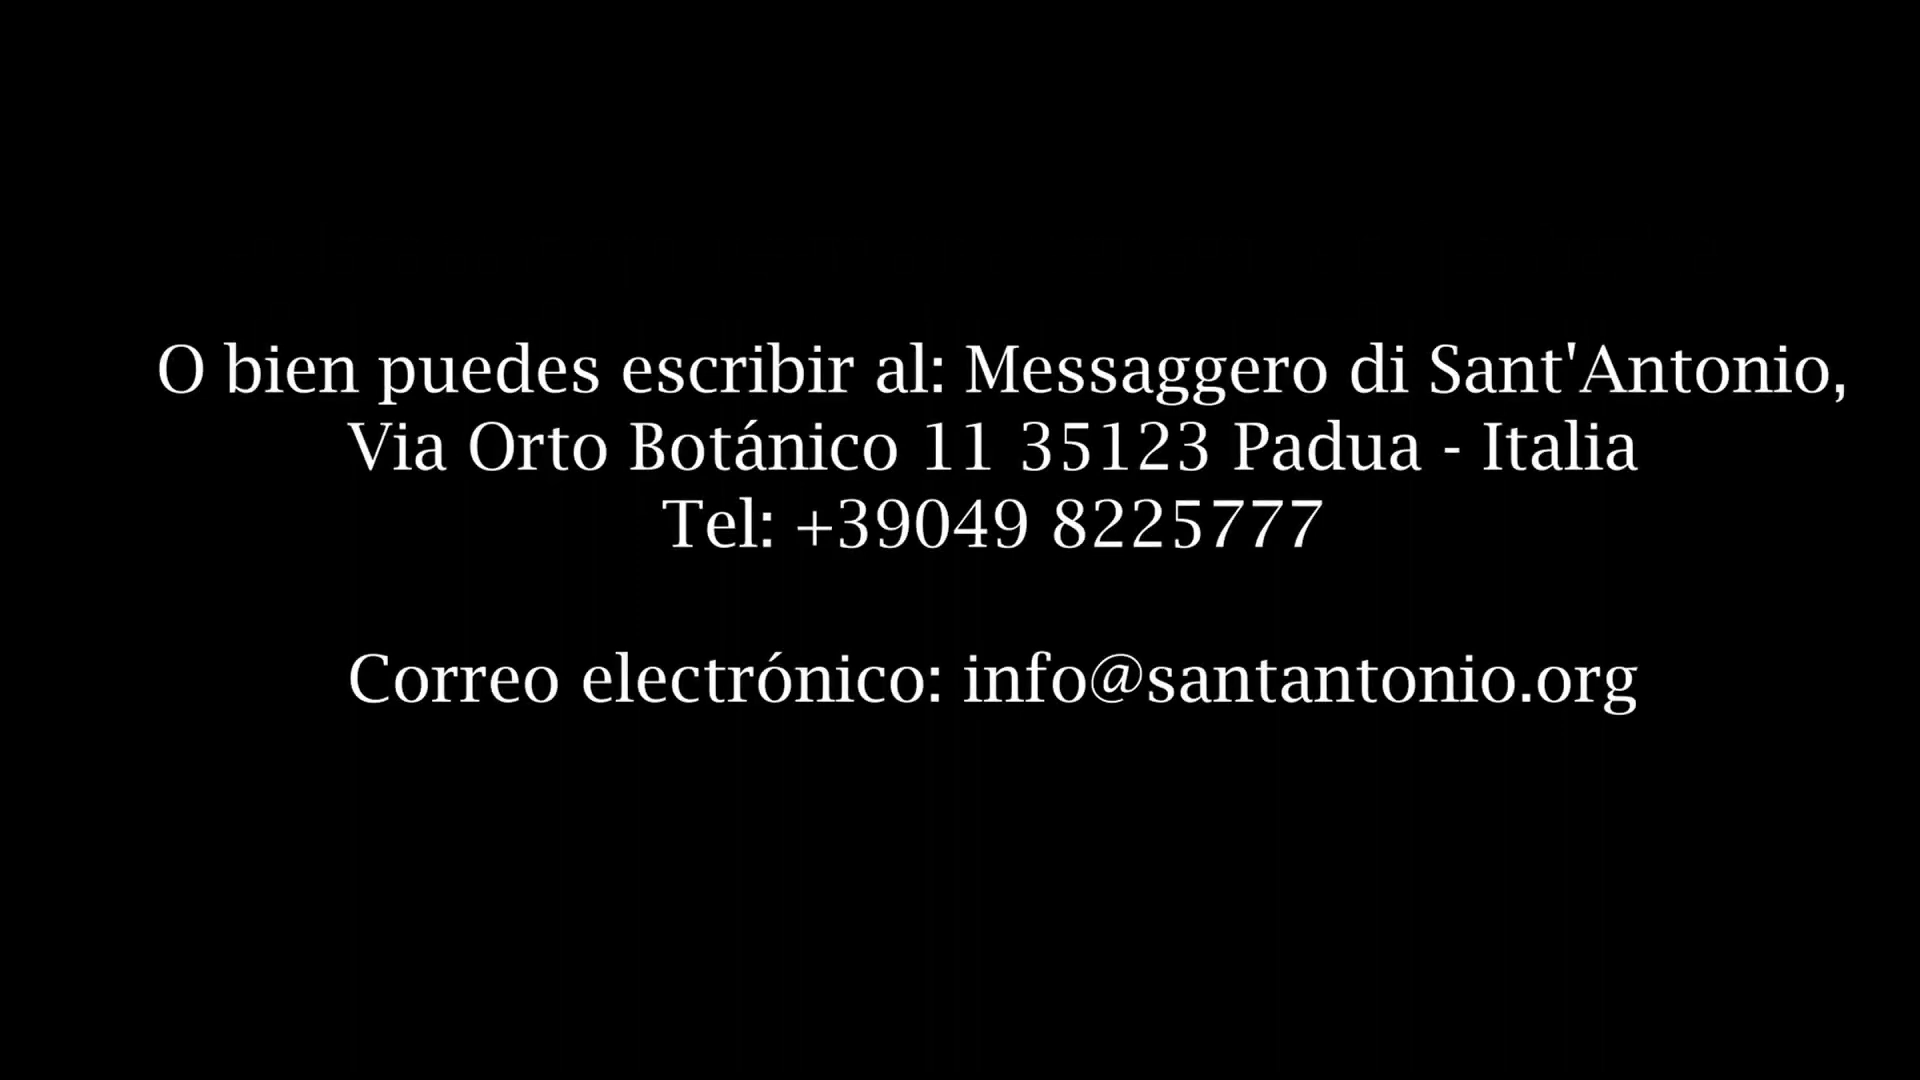 O bien puedes escribir al: Messaggero di Sant'Antonio,
Via Orto Botánico 11 35123 Padua - Italia
Tel: +39049 8225777
Correo electrónico: info@santantonio.org